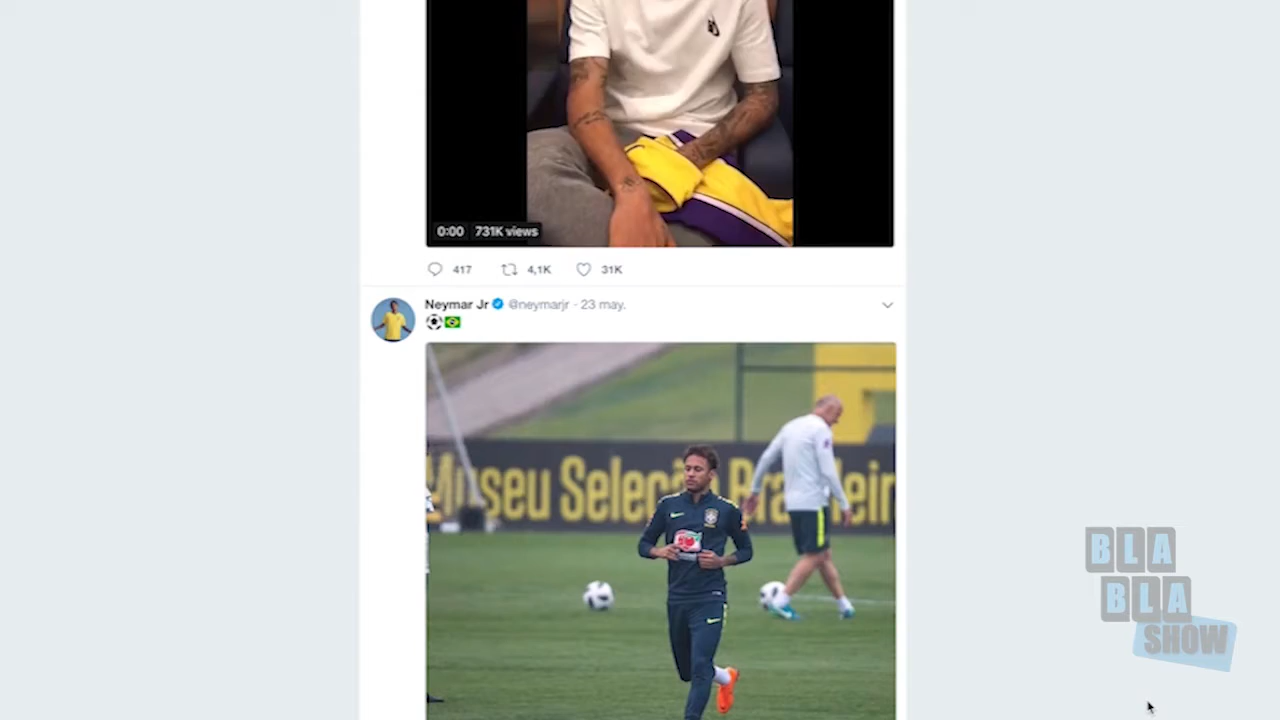 0:00 731K views
417 4,1K 31K
Neymar Jr @neymarjr · 23 may.
Museu Seleção Brasileir
BLA
BLA
SHOW